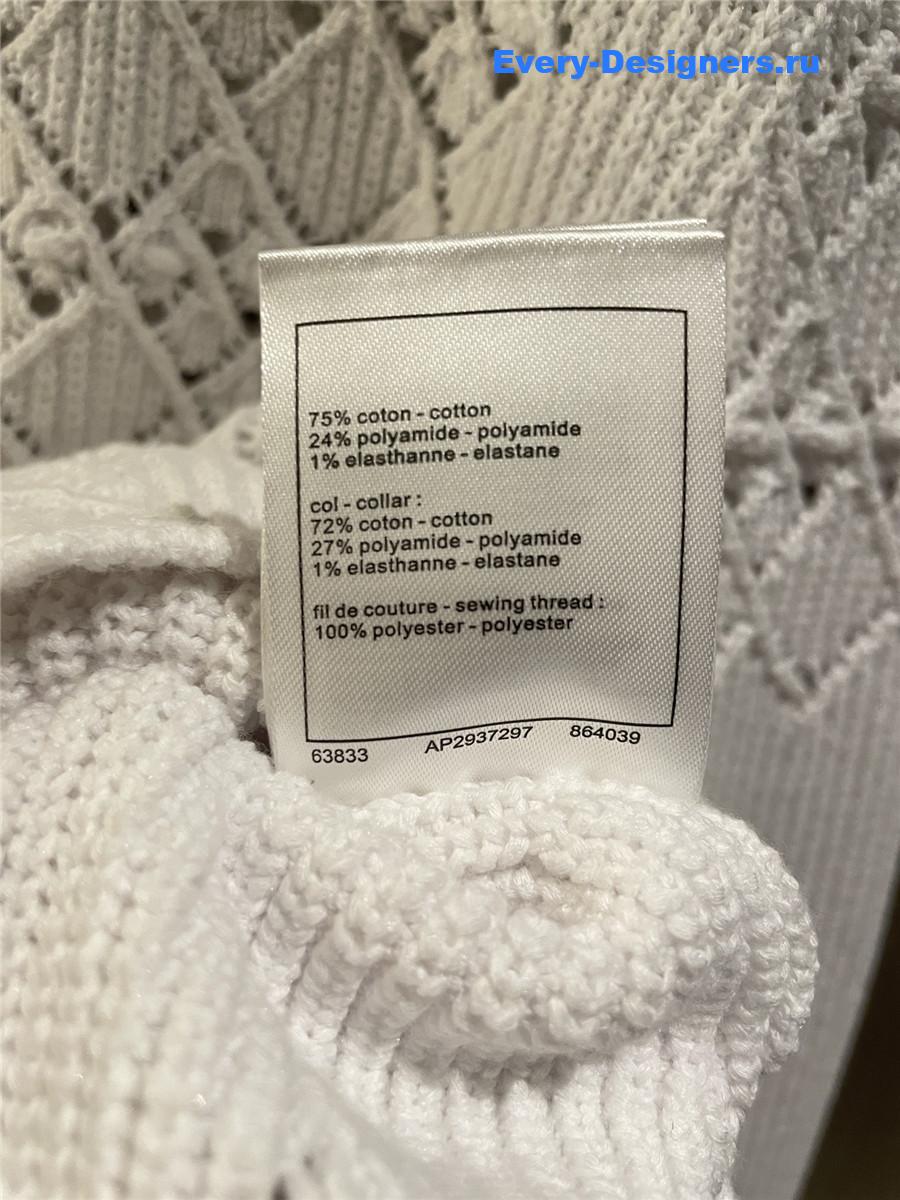 Every-Designers.ru
75% coton - cotton
24% polyamide - polyamide
1% elasthanne - elastane
col - collar :
72% coton - cotton
27% polyamide - polyamide
1% elasthanne - elastane
fil de couture - sewing thread :
100% polyester - polyester
63833 AP2937297 864039